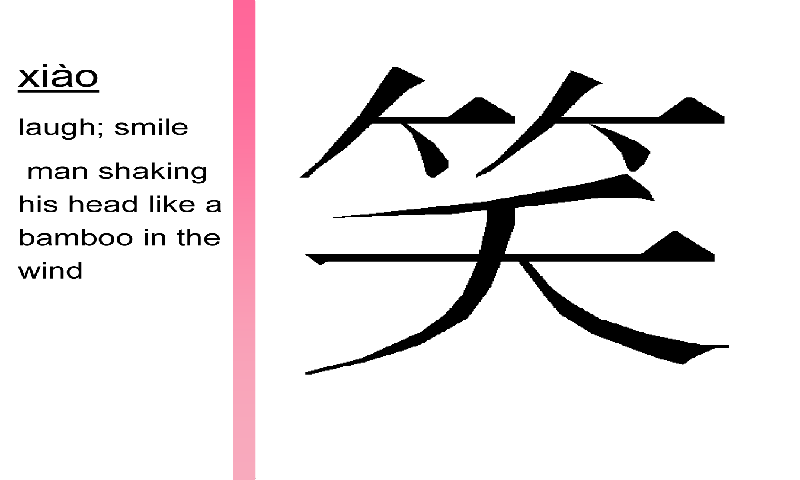 xiào
laugh; smile
man shaking
his head like a
bamboo in the
wind
笑